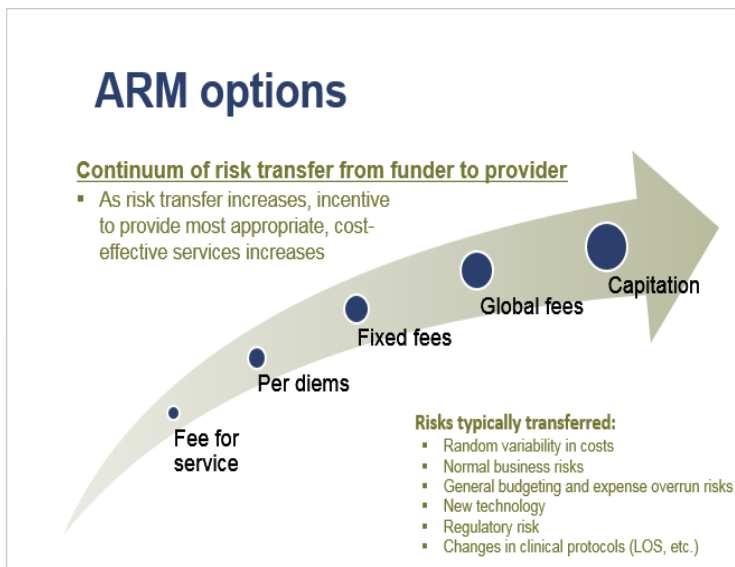 ARM options
Continuum of risk transfer from funder to provider
▪ As risk transfer increases, incentive
to provide most appropriate, cost-
effective services increases
Capitation
Global fees
Fixed fees
Per diems
Fee for
service
Risks typically transferred:
▪ Random variability in costs
▪ Normal business risks
▪ General budgeting and expense overrun risks
▪ New technology
▪ Regulatory risk
▪ Changes in clinical protocols (LOS, etc.)